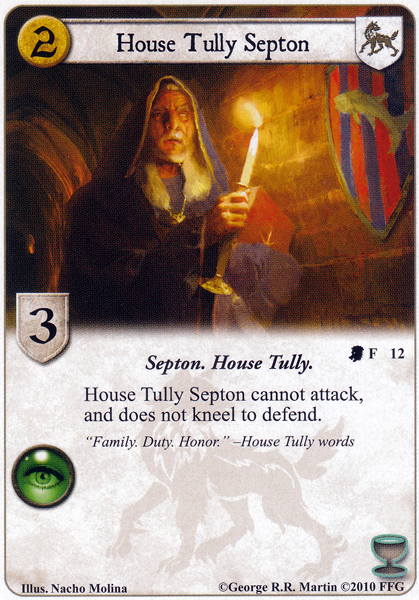 2
House Tully Septon
3
F 12
Septon. House Tully.
House Tully Septon cannot attack,
and does not kneel to defend.
“Family. Duty. Honor.” –House Tully words
Illus. Nacho Molina
©George R.R. Martin ©2010 FFG